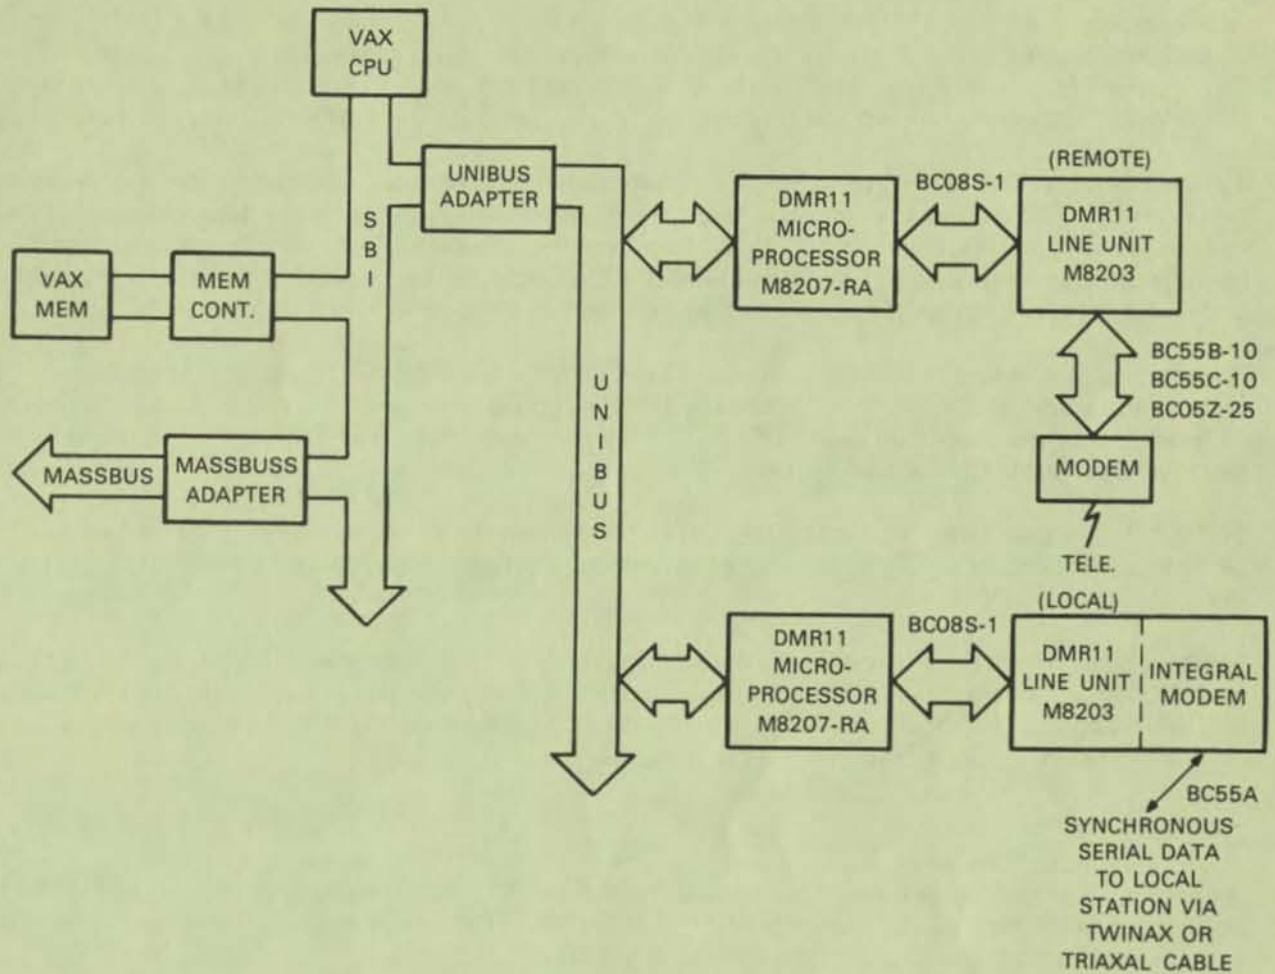 VAX
CPU
UNIBUS
ADAPTER
SBI
VAX
MEM
MEM
CONT.
MASSBUS
MASSBUSS
ADAPTER
UNIBUS
DMR11
MICRO-
PROCESSOR
M8207-RA
BC08S-1
(REMOTE)
DMR11
LINE UNIT
M8203
BC55B-10
BC55C-10
BC05Z-25
MODEM
TELE.
DMR11
MICRO-
PROCESSOR
M8207-RA
BC08S-1
(LOCAL)
DMR11
LINE UNIT
M8203
INTEGRAL
MODEM
BC55A
SYNCHRONOUS
SERIAL DATA
TO LOCAL
STATION VIA
TWINAX OR
TRIAXAL CABLE